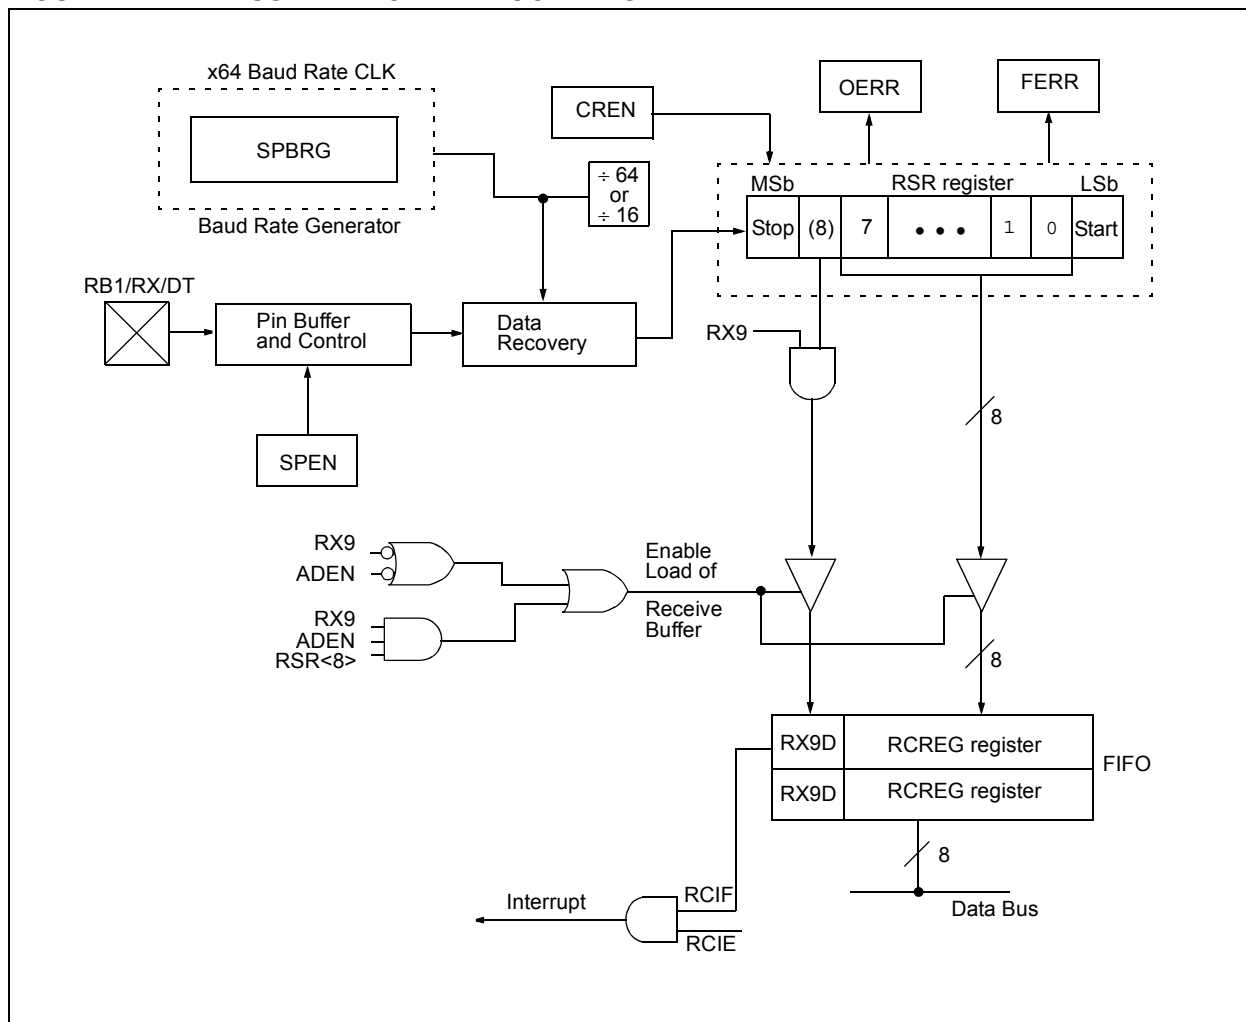 x64 Baud Rate CLK
SPBRG
Baud Rate Generator
CREN
OERR
FERR
÷ 64
or
÷ 16
MSb
RSR register
LSb
Stop
(8)
7
• • •
1
0
Start
RB1/RX/DT
Pin Buffer
and Control
Data
Recovery
SPEN
RX9
8
RX9
ADEN
RX9
ADEN
RSR<8>
Enable
Load of
Receive
Buffer
8
RX9D
RCREG register
RX9D
RCREG register
FIFO
8
Data Bus
Interrupt
RCIF
RCIE